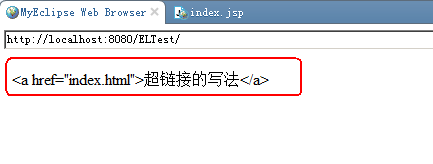 MyEclipse Web Browser index.jsp
http://localhost:8080/ELTest/
<a href="index.html">超链接的写法</a>